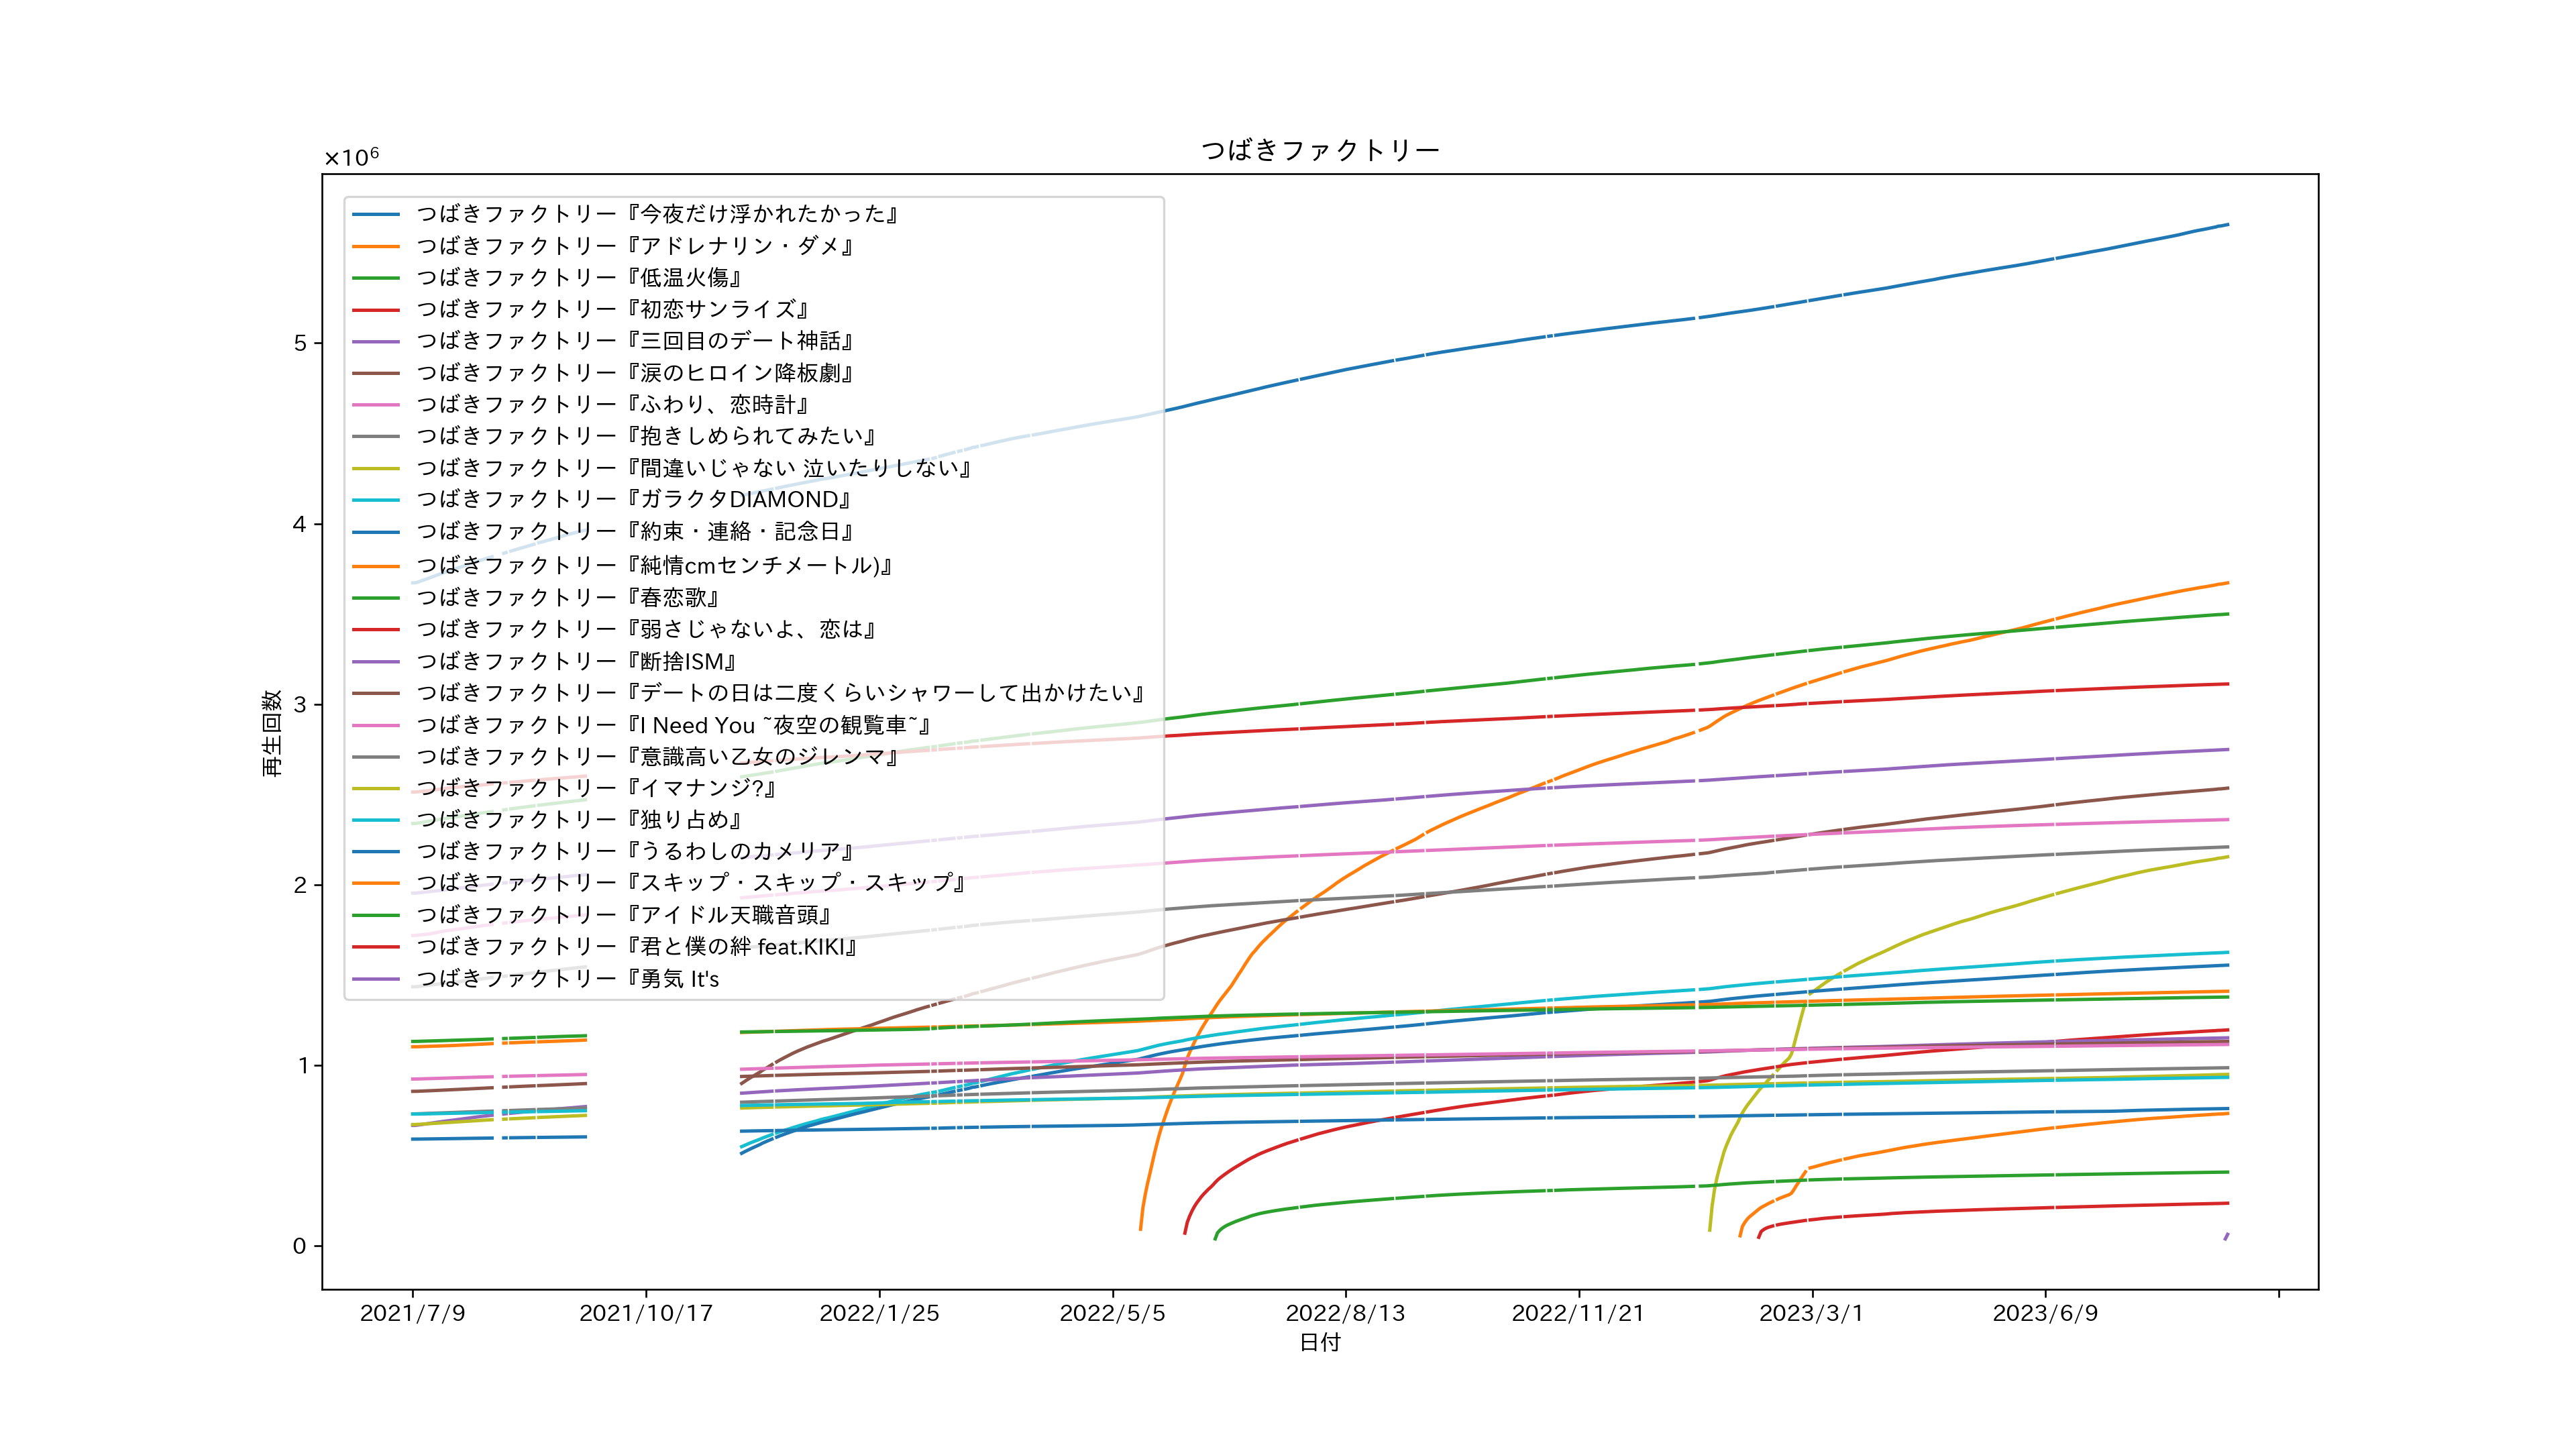 つばきファクトリー
×10⁶
つばきファクトリー『今夜だけ浮かれたかった』
つばきファクトリー『アドレナリン・ダメ』
つばきファクトリー『低温火傷』
つばきファクトリー『初恋サンライズ』
つばきファクトリー『三回目のデート神話』
つばきファクトリー『涙のヒロイン降板劇』
つばきファクトリー『ふわり、恋時計』
つばきファクトリー『抱きしめられてみたい』
つばきファクトリー『間違いじゃない 泣いたりしない』
つばきファクトリー『ガラクタDIAMOND』
つばきファクトリー『約束・連絡・記念日』
つばきファクトリー『純情cmセンチメートル)』
つばきファクトリー『春恋歌』
つばきファクトリー『弱さじゃないよ、恋は』
つばきファクトリー『断捨ISM』
つばきファクトリー『デートの日は二度くらいシャワーして出かけたい』
つばきファクトリー『I Need You ~夜空の観覧車~』
つばきファクトリー『意識高い乙女のジレンマ』
つばきファクトリー『イマナンジ?』
つばきファクトリー『独り占め』
つばきファクトリー『うるわしのカメリア』
つばきファクトリー『スキップ・スキップ・スキップ』
つばきファクトリー『アイドル天職音頭』
つばきファクトリー『君と僕の絆 feat.KIKI』
つばきファクトリー『勇気 It's
5
4
3
2
1
0
再生回数
2021/7/9 2021/10/17 2022/1/25 2022/5/5 2022/8/13 2022/11/21 2023/3/1 2023/6/9
日付